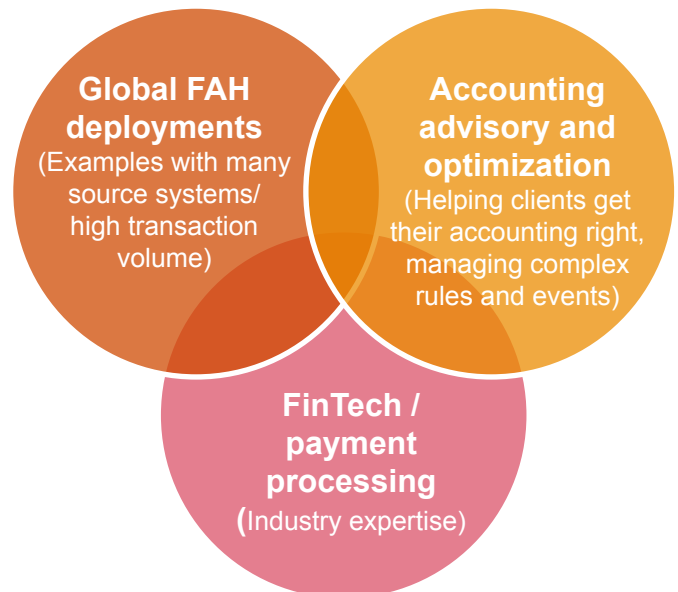 Global FAH
deployments
(Examples with many
source systems/
high transaction
volume)
Accounting
advisory and
optimization
(Helping clients get
their accounting right,
managing complex
rules and events)
FinTech /
payment
processing
(Industry expertise)